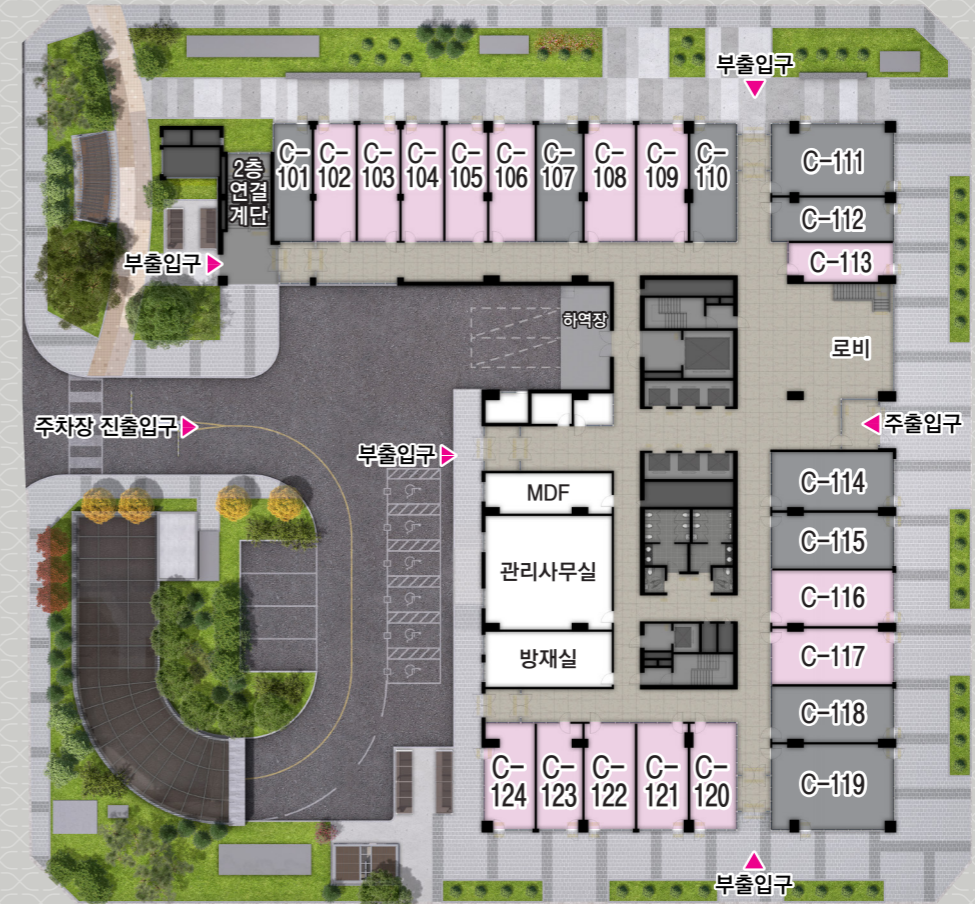 부출입구
C-
101
C-
102
C-
103
C-
104
C-
105
C-
106
C-
107
C-
108
C-
109
C-
110
C-111
2층
연결
계단
C-112
C-113
부출입구
하역장
로비
주차장 진출입구
주출입구
부출입구
C-114
MDF
C-115
관리사무실
C-116
방재실
C-117
C-118
C-
124
C-
123
C-
122
C-
121
C-
120
C-119
부출입구